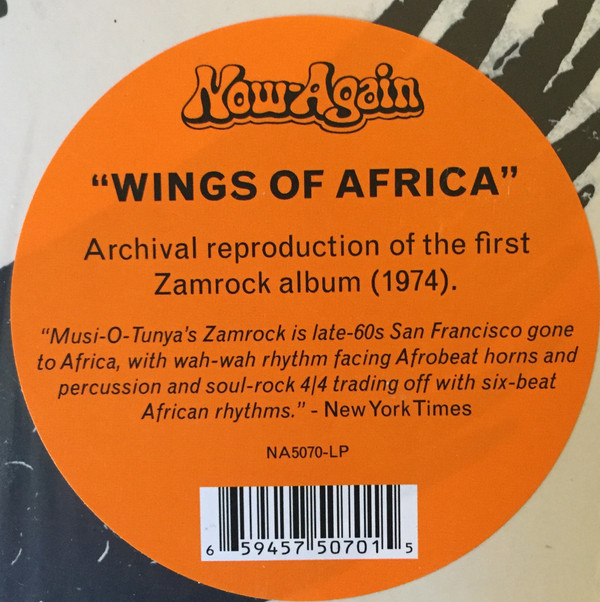 Now-Again
“WINGS OF AFRICA”
Archival reproduction of the first
Zamrock album (1974).
“Musi-O-Tunya’s Zamrock is late-60s San Francisco gone
to Africa, with wah-wah rhythm facing Afrobeat horns and
percussion and soul-rock 4|4 trading off with six-beat
African rhythms.” - New York Times
NA5070-LP
6 59457 50701 5